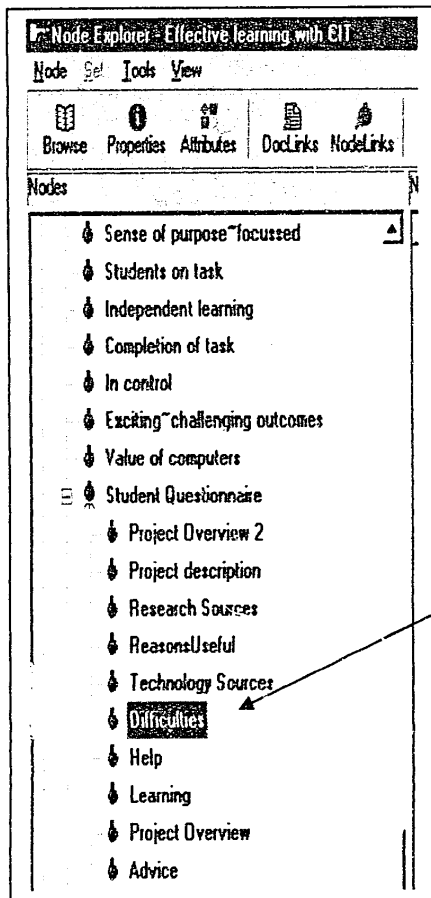 Node Explorer - Effective learning with CIT
Node Set Tools View
Browse Properties Attributes DocLinks NodeLinks
Nodes N
Sense of purpose~focussed
Students on task
Independent learning
Completion of task
In control
Exciting~challenging outcomes
Value of computers
Student Questionnaire
Project Overview 2
Project description
Research Sources
ReasonsUseful
Technology Sources
Difficulties
Help
Learning
Project Overview
Advice